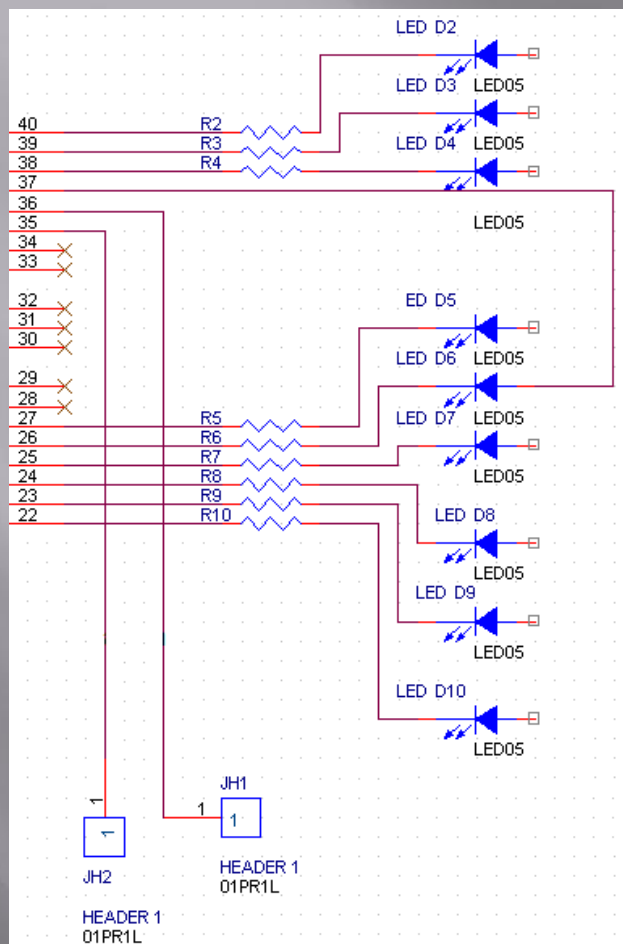 LED D2
LED05
LED D3
40 R2
LED05
39 R3
LED D4
38 R4
37
LED05
36
35
34
33
32
ED D5
31
30
LED05
LED D6
29
28
LED05
27 R5
LED D7
26 R6
25 R7
LED05
24 R8
23 R9
22 R10
LED D8
LED05
LED D9
LED05
LED D10
LED05
JH1
1 1
1
1
HEADER 1
01PR1L
JH2
HEADER 1
01PR1L